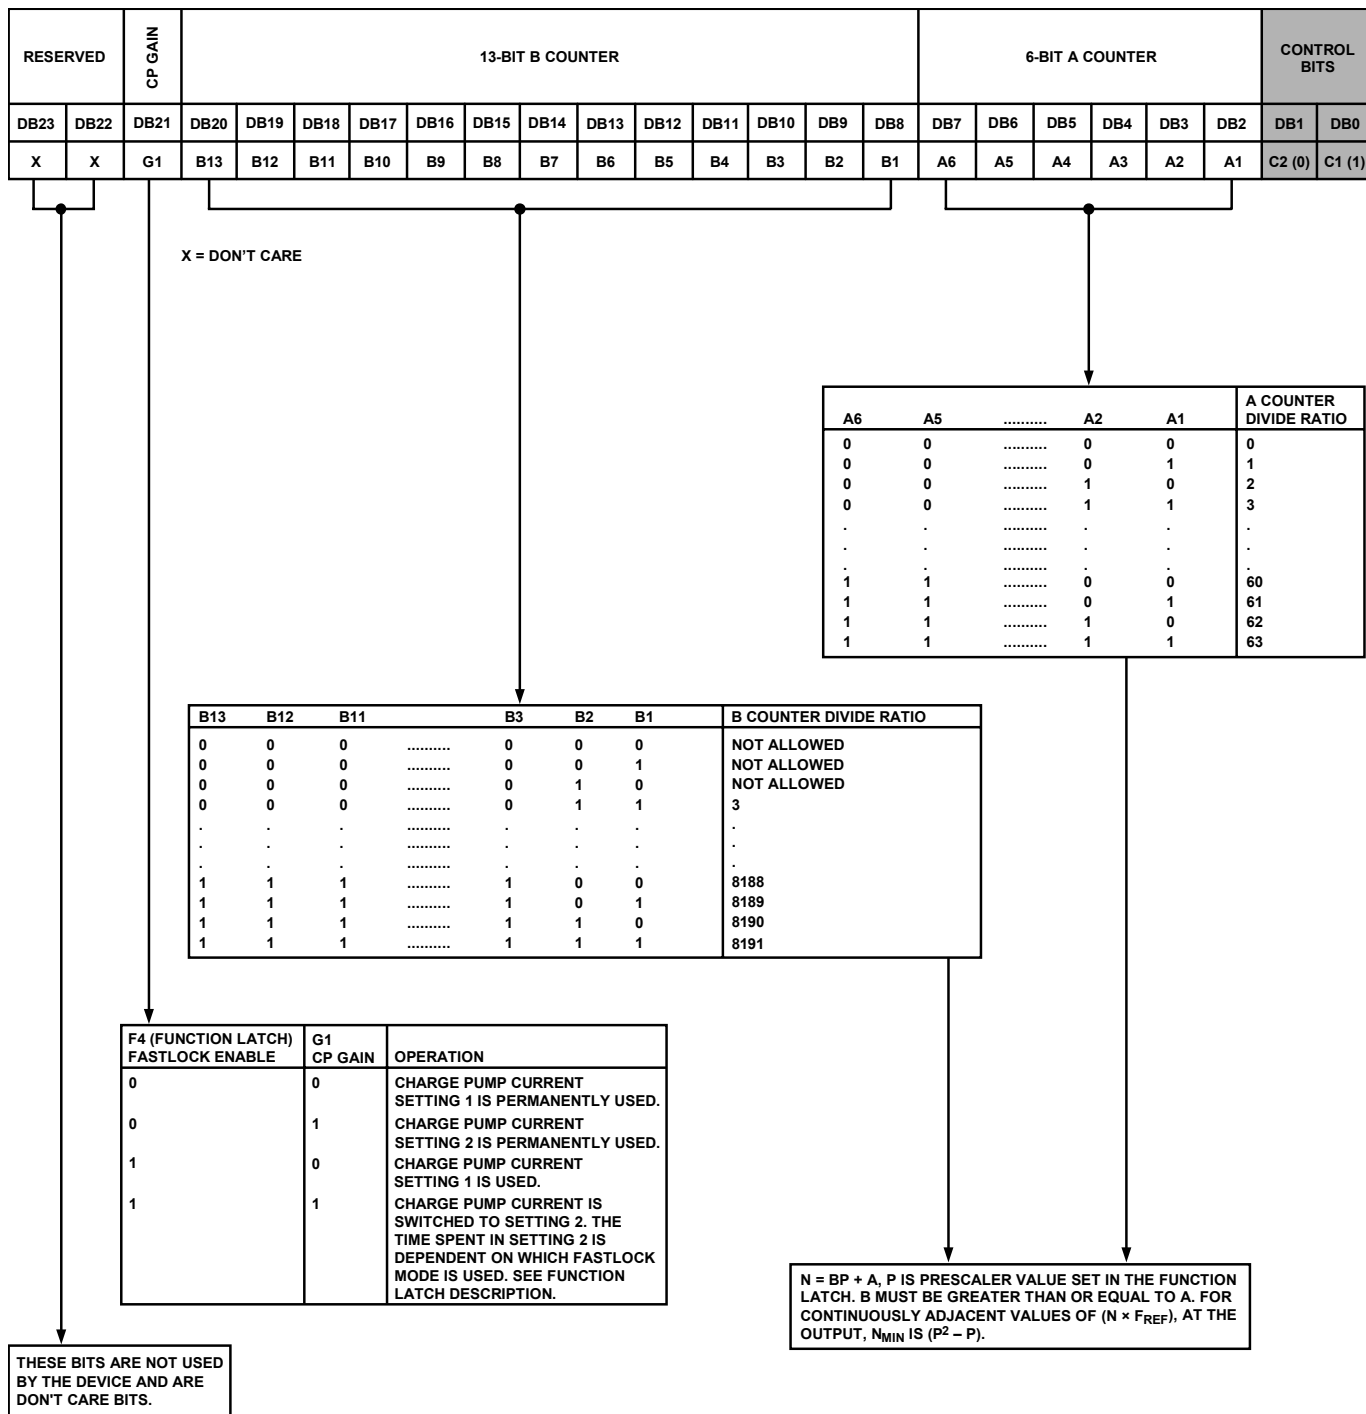 RESERVED
CP GAIN
13-BIT B COUNTER
6-BIT A COUNTER
CONTROL
BITS
DB23 DB22 DB21 DB20 DB19 DB18 DB17 DB16 DB15 DB14 DB13 DB12 DB11 DB10 DB9 DB8 DB7 DB6 DB5 DB4 DB3 DB2 DB1 DB0
X X G1 B13 B12 B11 B10 B9 B8 B7 B6 B5 B4 B3 B2 B1 A6 A5 A4 A3 A2 A1 C2 (0) C1 (1)
X = DON'T CARE
A COUNTER
A6 A5 .......... A2 A1 DIVIDE RATIO
0 0 .......... 0 0 0
0 0 .......... 0 1 1
0 0 .......... 1 0 2
0 0 .......... 1 1 3
. . .......... . . .
. . .......... . . .
. . .......... . . .
1 1 .......... 0 0 60
1 1 .......... 0 1 61
1 1 .......... 1 0 62
1 1 .......... 1 1 63
B13 B12 B11 B3 B2 B1 B COUNTER DIVIDE RATIO
0 0 0 .......... 0 0 0 NOT ALLOWED
0 0 0 .......... 0 0 1 NOT ALLOWED
0 0 0 .......... 0 1 0 NOT ALLOWED
0 0 0 .......... 0 1 1 3
. . . .......... . . . .
. . . .......... . . . .
. . . .......... . . . .
1 1 1 .......... 1 0 0 8188
1 1 1 .......... 1 0 1 8189
1 1 1 .......... 1 1 0 8190
1 1 1 .......... 1 1 1 8191
F4 (FUNCTION LATCH) G1
FASTLOCK ENABLE CP GAIN OPERATION
0 0 CHARGE PUMP CURRENT
SETTING 1 IS PERMANENTLY USED.
0 1 CHARGE PUMP CURRENT
SETTING 2 IS PERMANENTLY USED.
1 0 CHARGE PUMP CURRENT
SETTING 1 IS USED.
1 1 CHARGE PUMP CURRENT IS
SWITCHED TO SETTING 2. THE
TIME SPENT IN SETTING 2 IS
DEPENDENT ON WHICH FASTLOCK
MODE IS USED. SEE FUNCTION
LATCH DESCRIPTION.
N = BP + A, P IS PRESCALER VALUE SET IN THE FUNCTION
LATCH. B MUST BE GREATER THAN OR EQUAL TO A. FOR
CONTINUOUSLY ADJACENT VALUES OF (N × FREF), AT THE
OUTPUT, NMIN IS (P² – P).
THESE BITS ARE NOT USED
BY THE DEVICE AND ARE
DON'T CARE BITS.